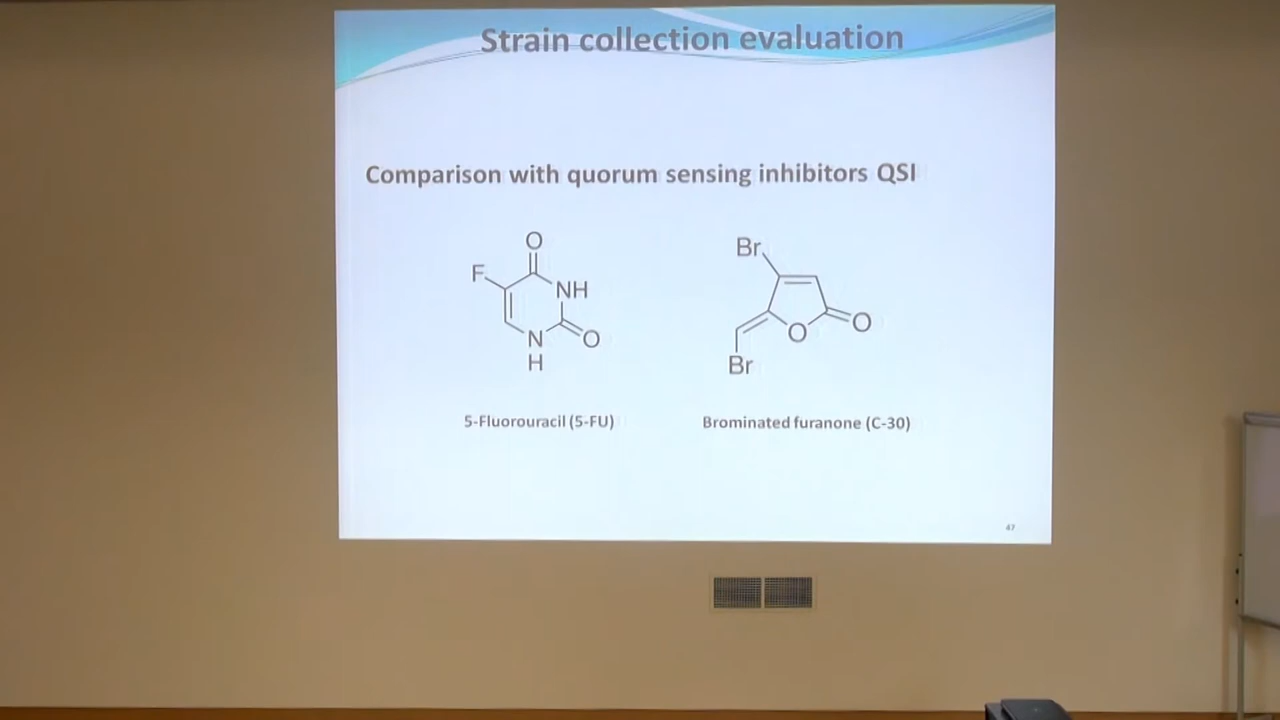 Strain collection evaluation
Comparison with quorum sensing inhibitors QSI
O
F
NH
N
H
O
Br
O
O
Br
5-Fluorouracil (5-FU)
Brominated furanone (C-30)
47